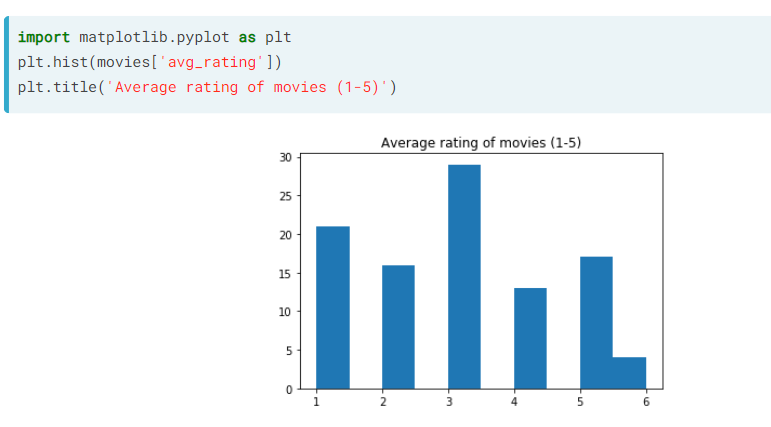 import matplotlib.pyplot as plt
plt.hist(movies['avg_rating'])
plt.title('Average rating of movies (1-5)')
Average rating of movies (1-5)
30
25
20
15
10
5
0
1 2 3 4 5 6